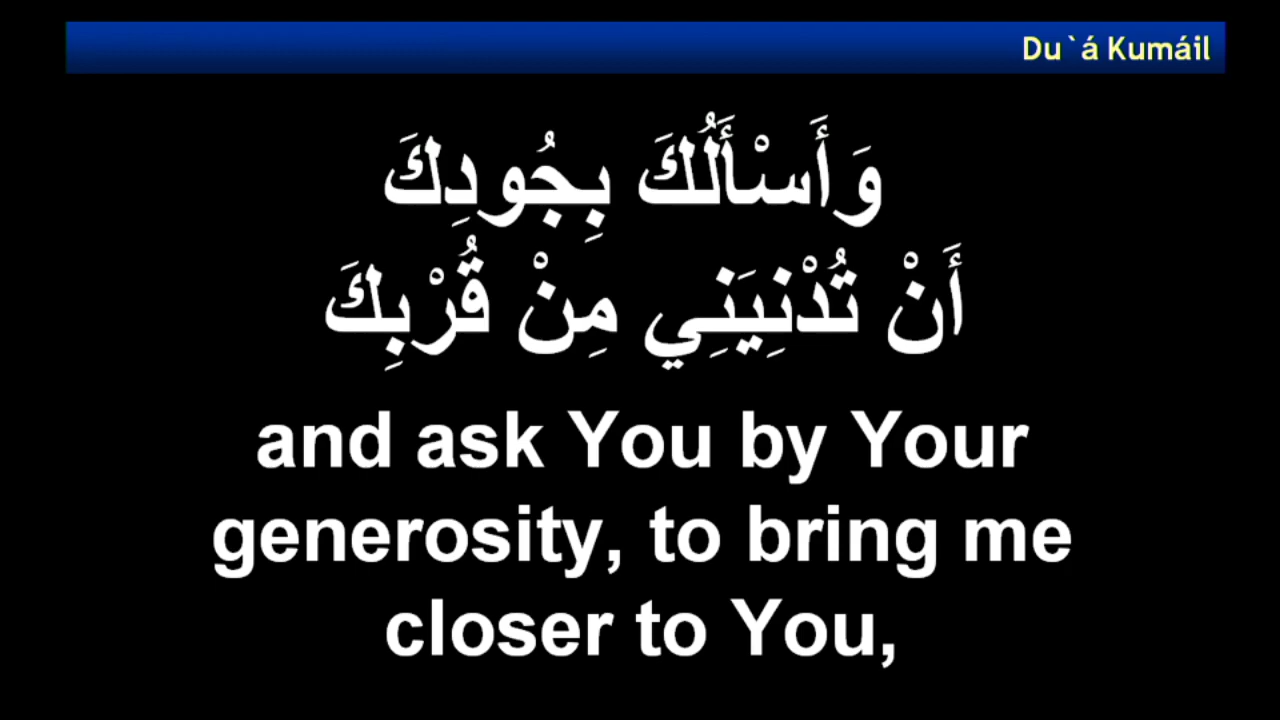 Du`á Kumáil
وَأَسْأَلُكَ بِجُودِكَ
أَنْ تُدْنِيَنِي مِنْ قُرْبِكَ
and ask You by Your
generosity, to bring me
closer to You,